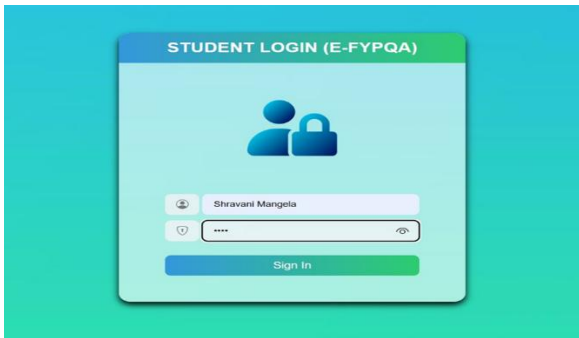 STUDENT LOGIN (E-FYPQA)
Shravani Mangela
••••
Sign In